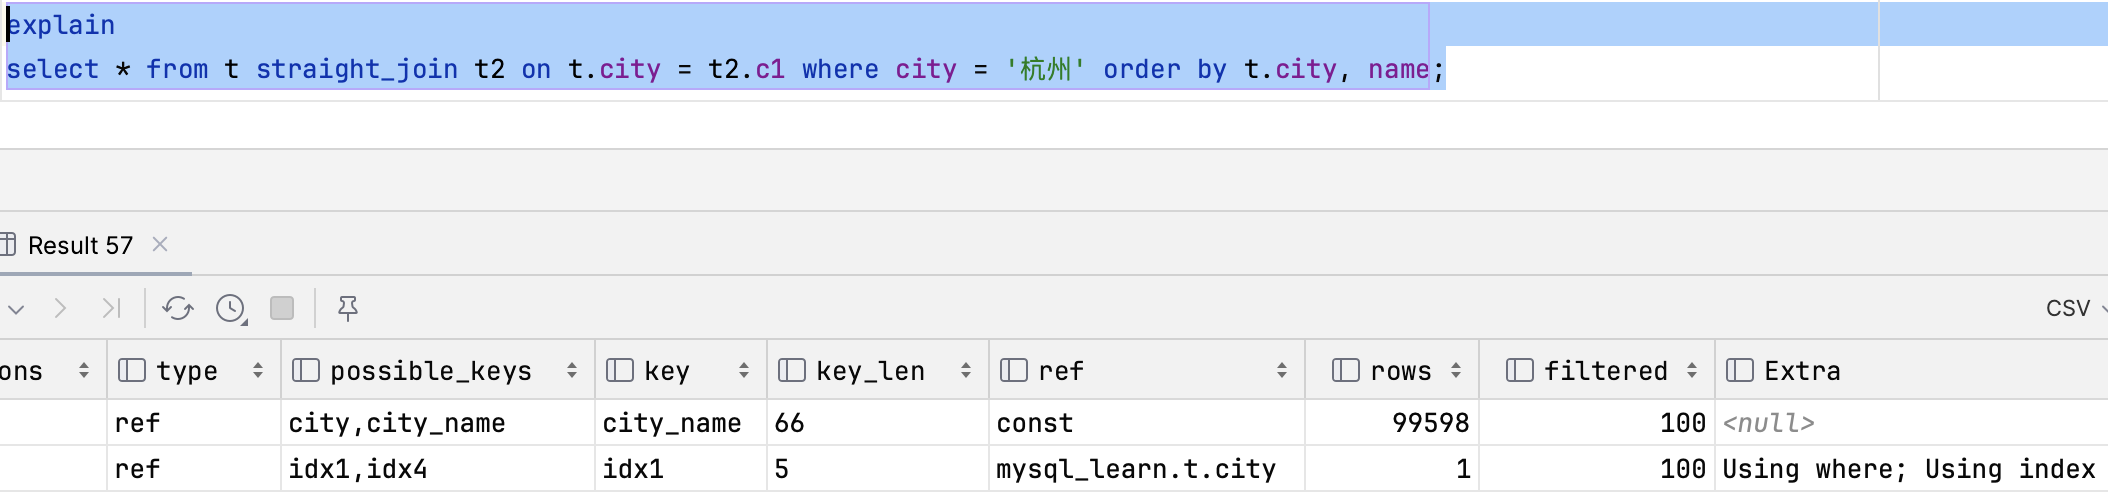 explain
select * from t straight_join t2 on t.city = t2.c1 where city = '杭州' order by t.city, name;
Result 57
CSV
ons type possible_keys key key_len ref rows filtered Extra
ref city,city_name city_name 66 const 99598 100 <null>
ref idx1,idx4 idx1 5 mysql_learn.t.city 1 100 Using where; Using index